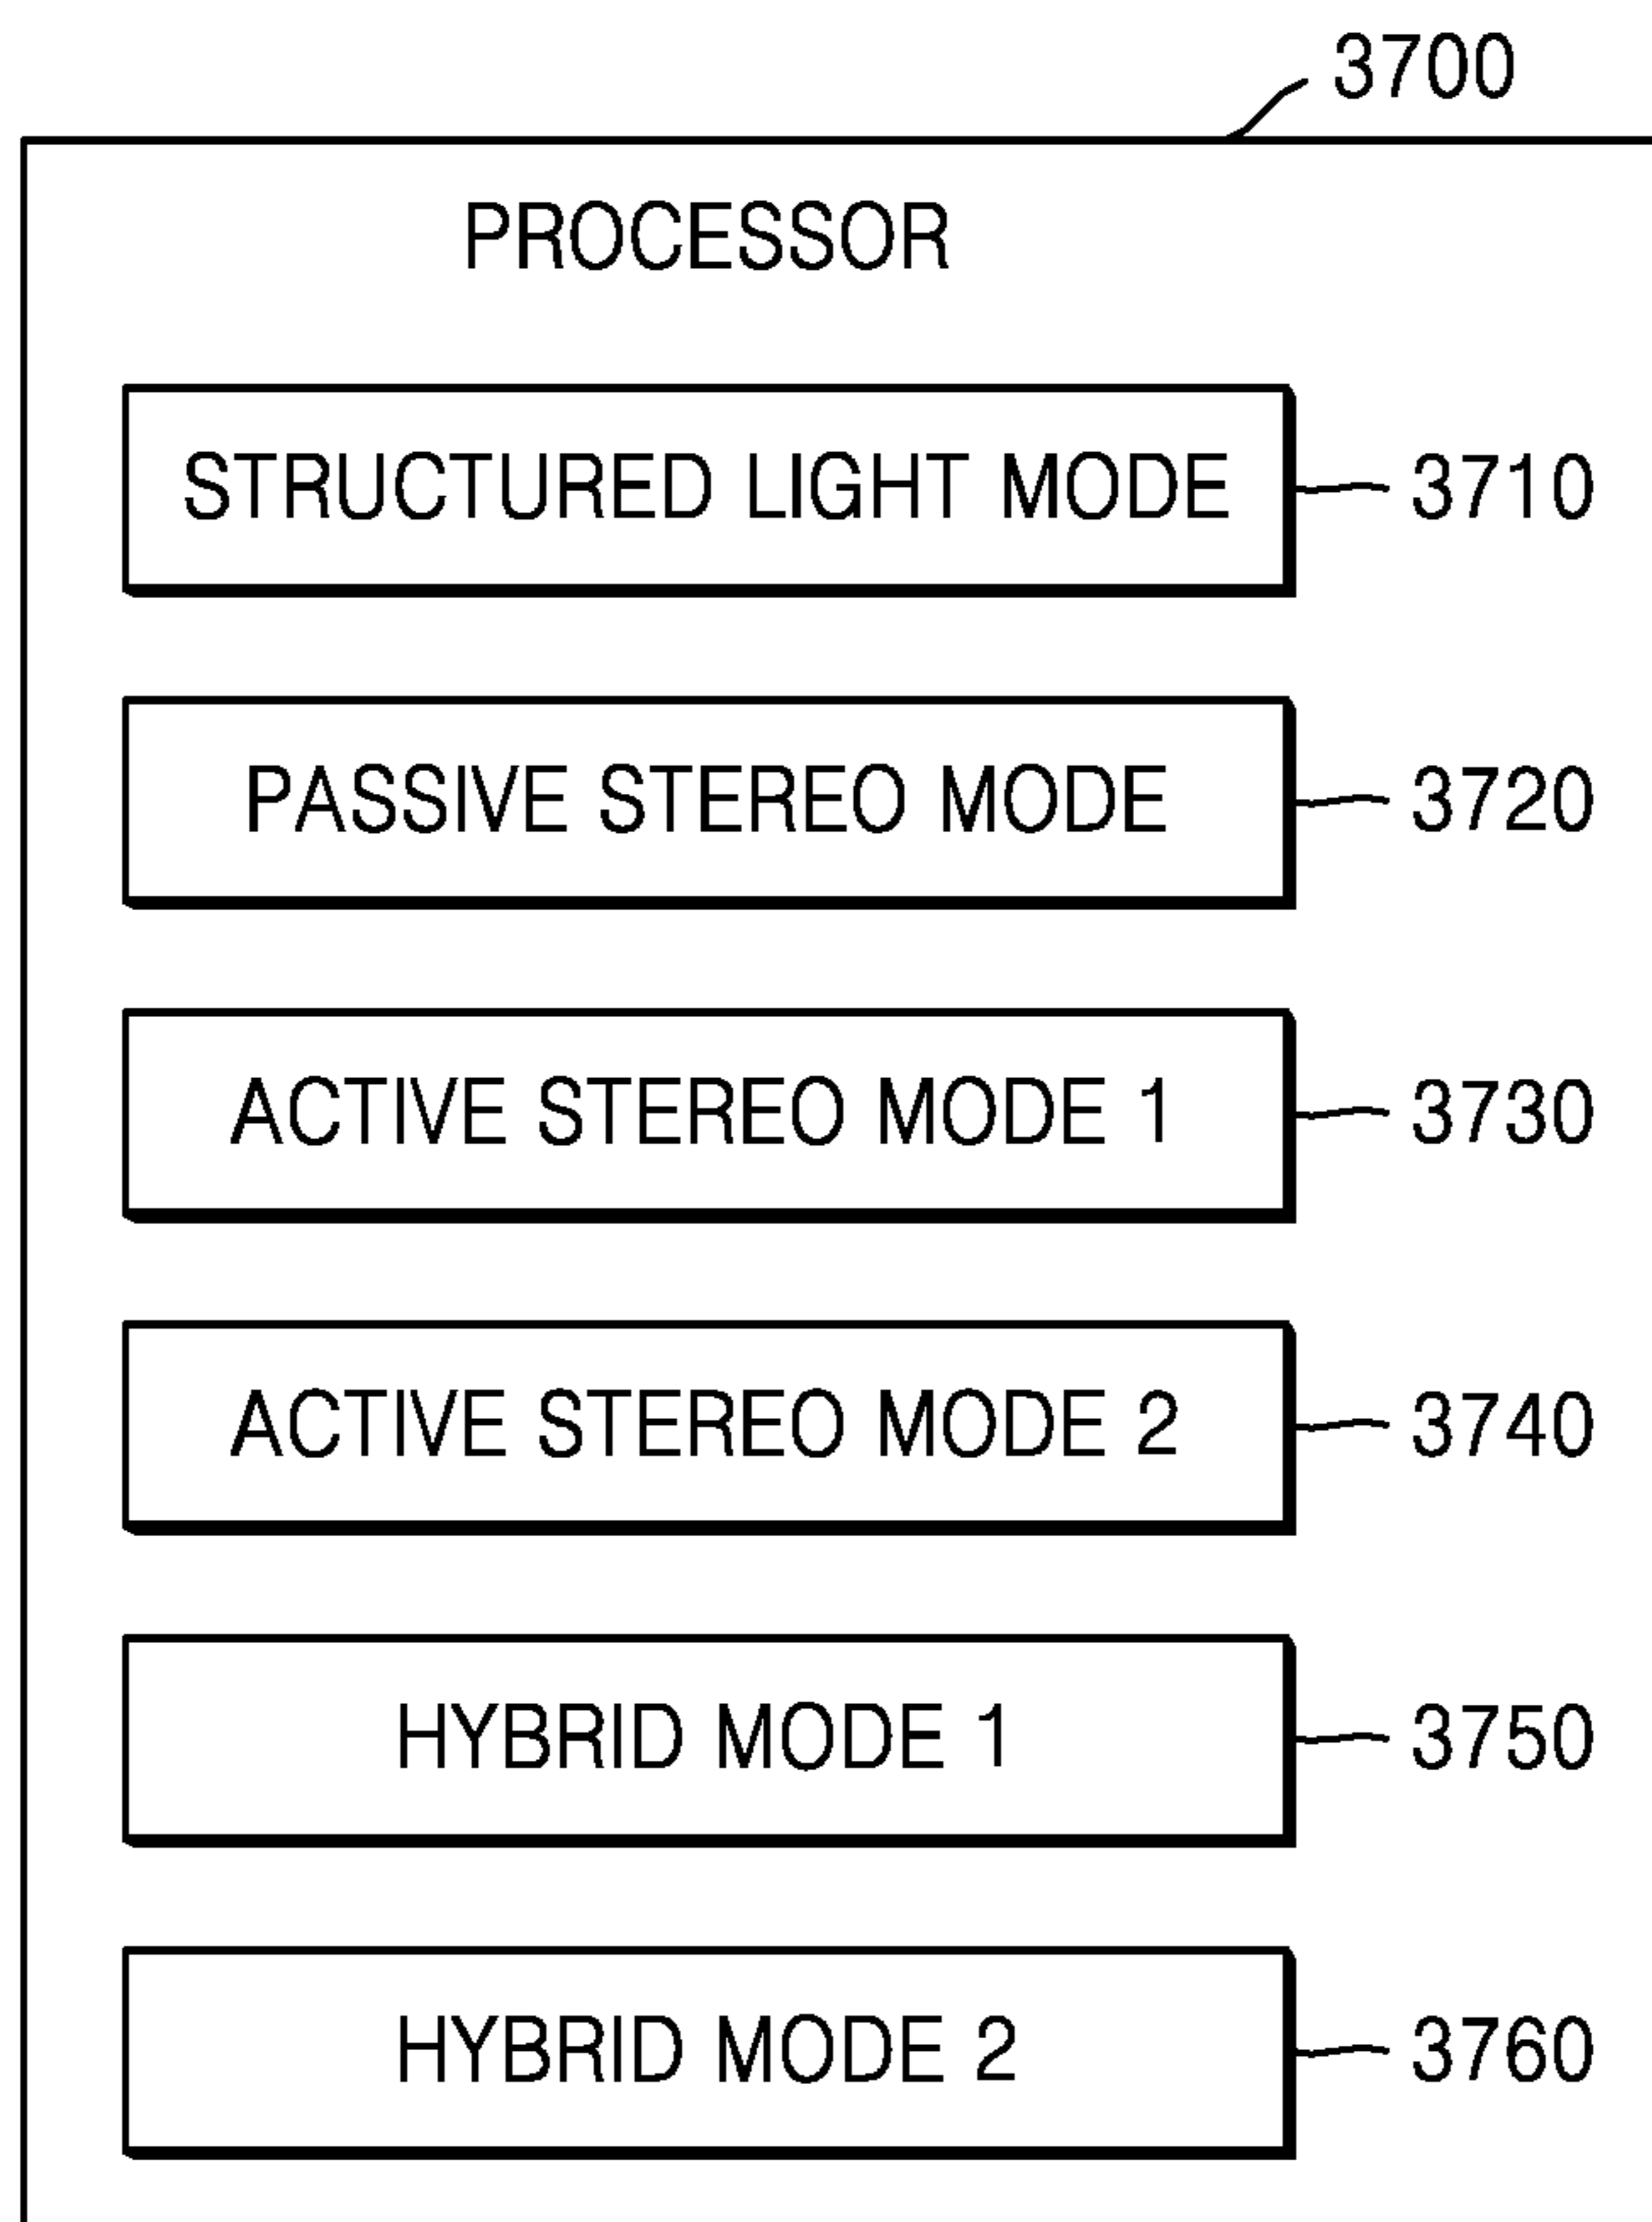 3700
PROCESSOR
STRUCTURED LIGHT MODE 3710
PASSIVE STEREO MODE 3720
ACTIVE STEREO MODE 1 3730
ACTIVE STEREO MODE 2 3740
HYBRID MODE 1 3750
HYBRID MODE 2 3760